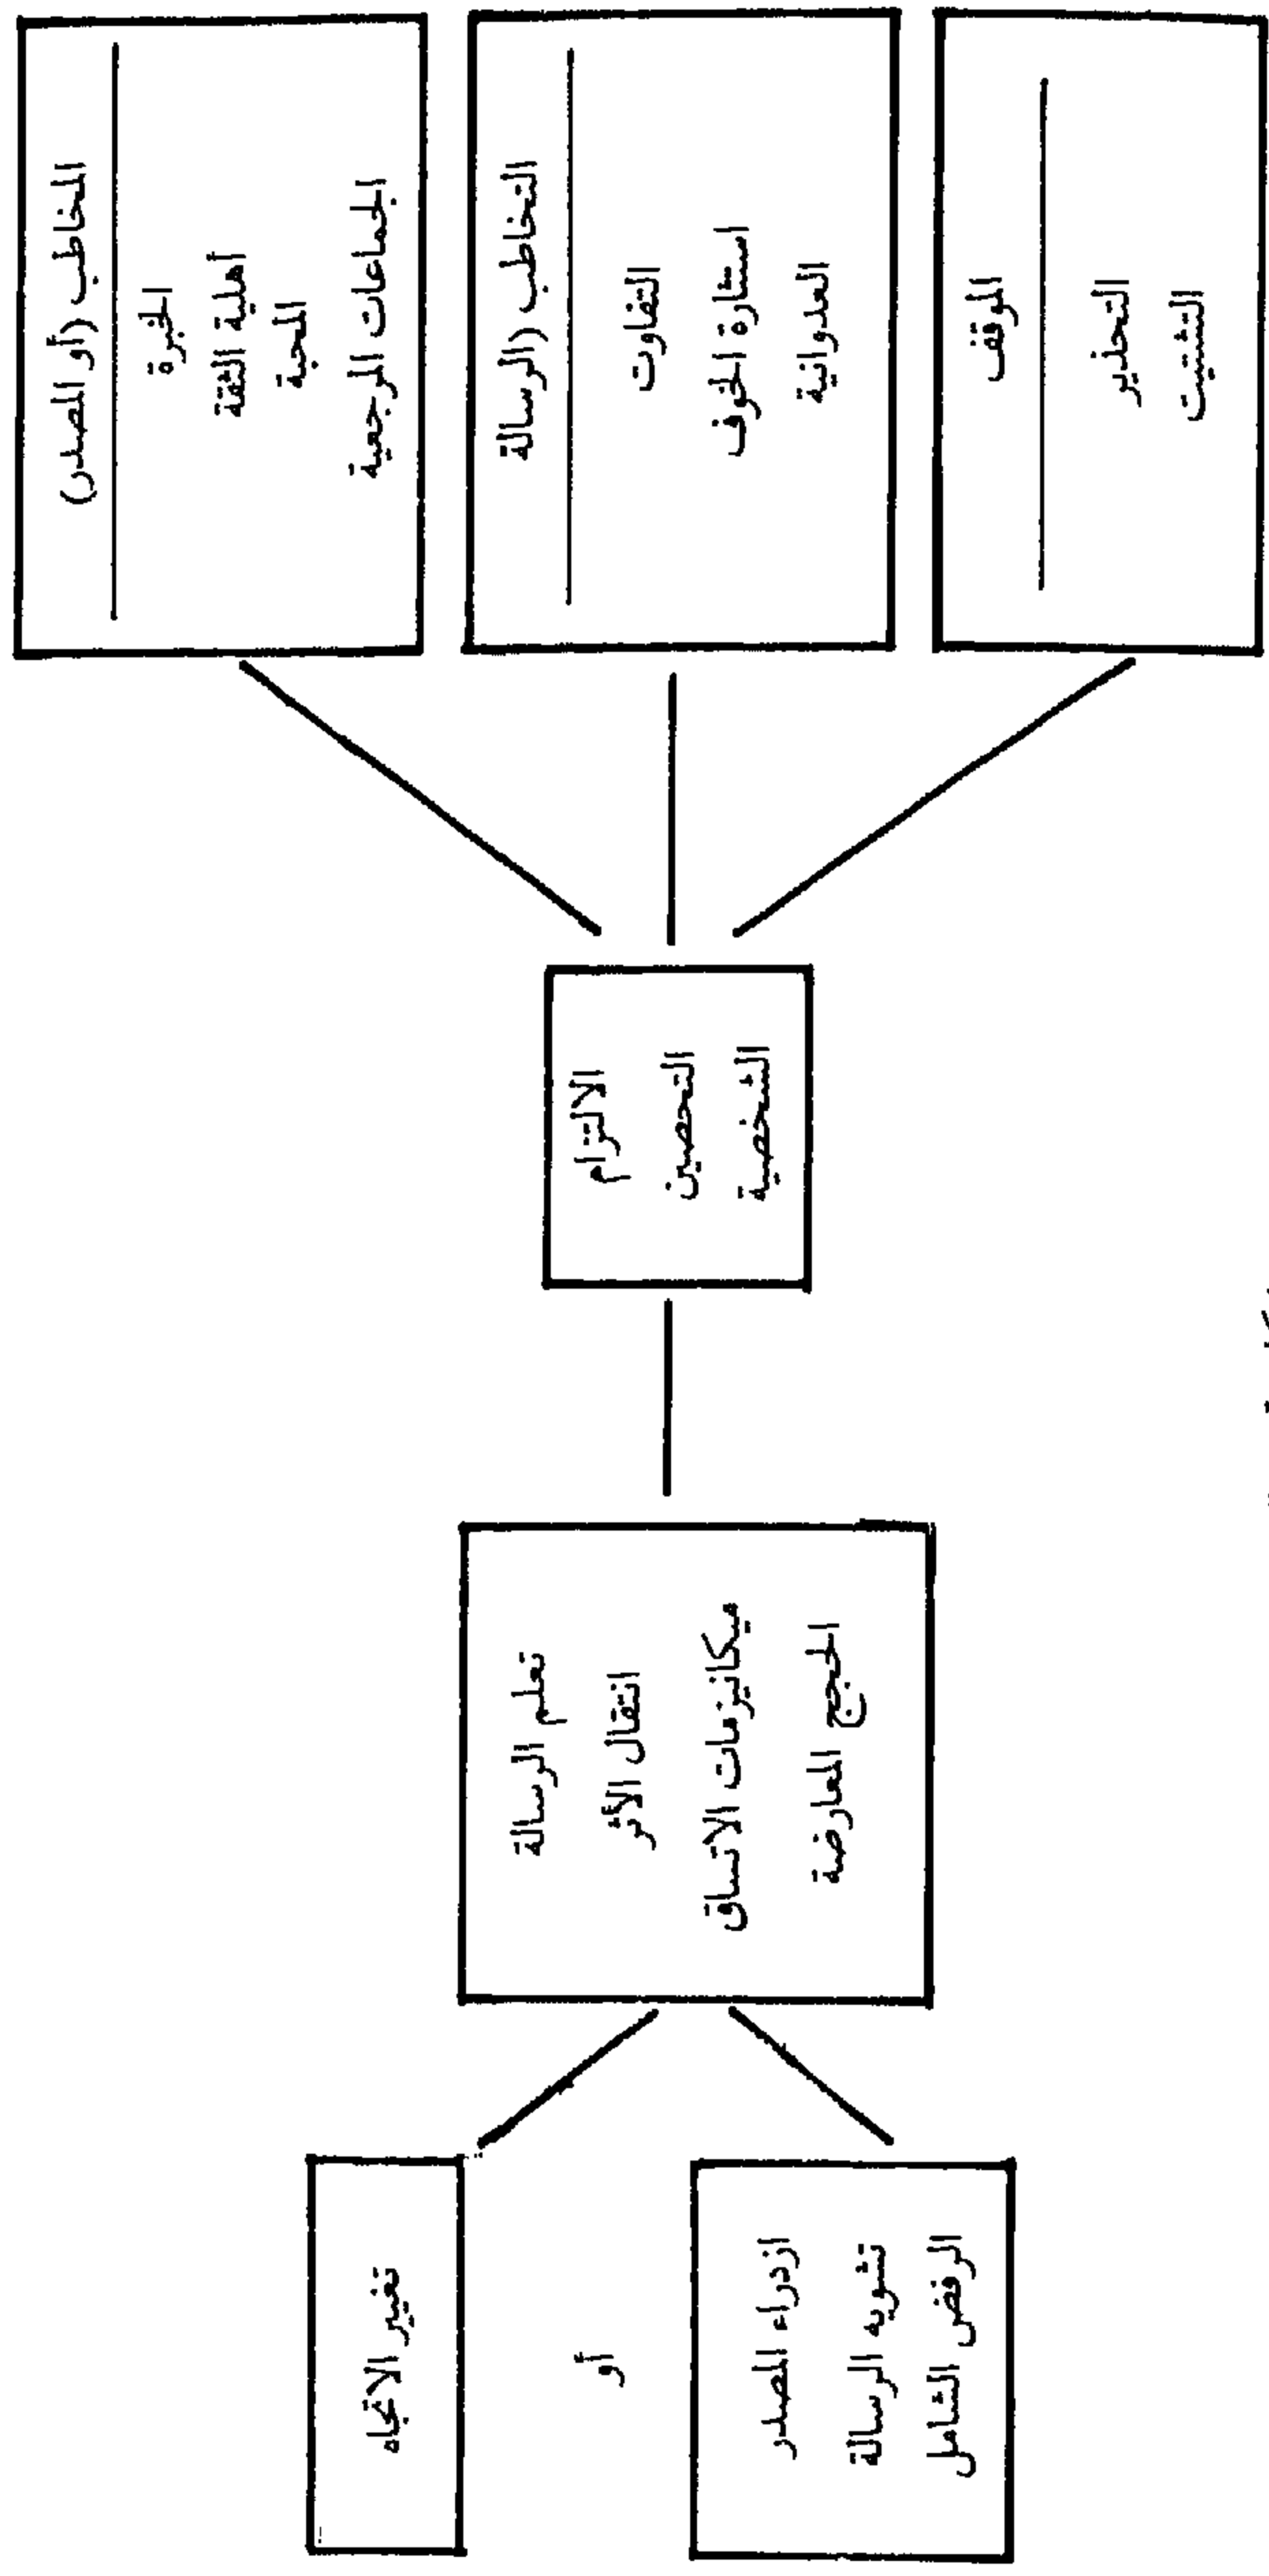 المخاطب (أو المصدر)
الخبرة
أهلية الثقة
المحبة
الجماعات المرجعية
التخاطب (الرسالة
التفاوت
استثارة الخوف
العدوانية
الموقف
التحذير
التشتيت
الالتزام
التحصين
الشخصية
تعلم الرسالة
انتقال الأثر
ميكانيزمات الاتساق
الحجج المعارضة
تغيير الاتجاه
أو
ازدراء المصدر
تشويه الرسالة
الرفض الشامل